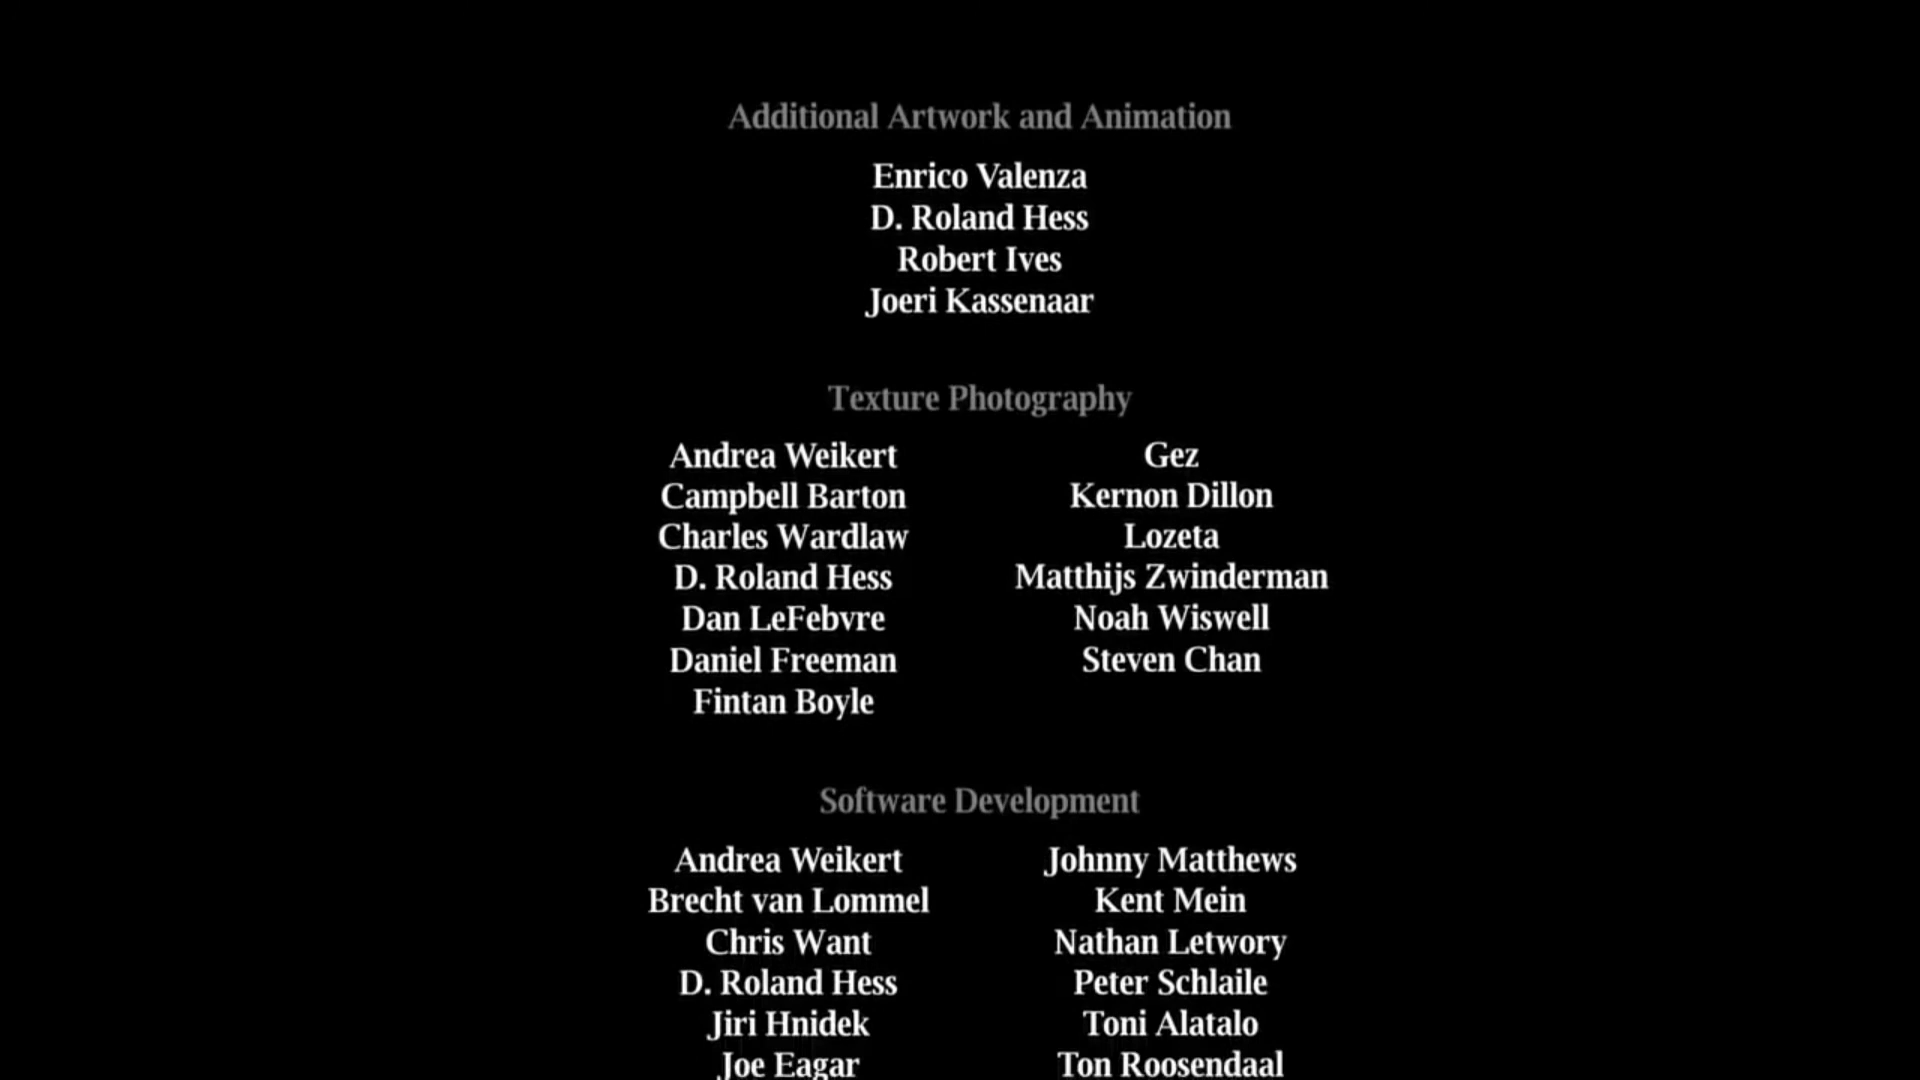 Additional Artwork and Animation
Enrico Valenza
D. Roland Hess
Robert Ives
Joeri Kassenaar
Texture Photography
Andrea Weikert
Campbell Barton
Charles Wardlaw
D. Roland Hess
Dan LeFebvre
Daniel Freeman
Fintan Boyle
Gez
Kernon Dillon
Lozeta
Matthijs Zwinderman
Noah Wiswell
Steven Chan
Software Development
Andrea Weikert
Brecht van Lommel
Chris Want
D. Roland Hess
Jiri Hnidek
Joe Eagar
Johnny Matthews
Kent Mein
Nathan Letwory
Peter Schlaile
Toni Alatalo
Ton Roosendaal